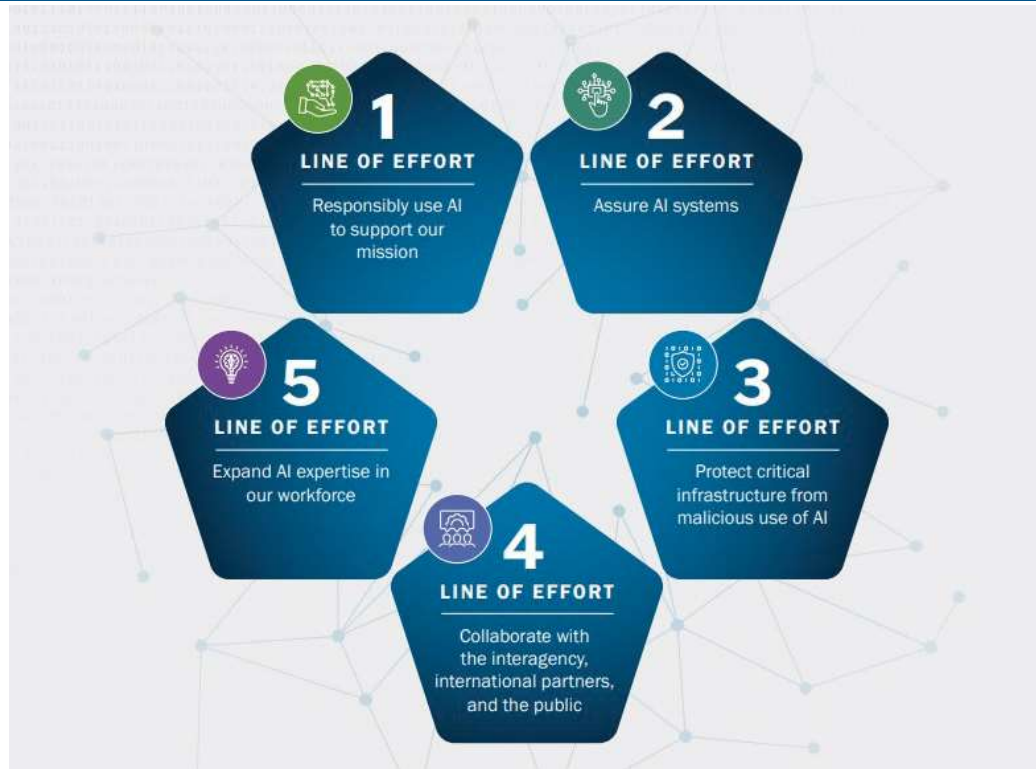 1
LINE OF EFFORT
Responsibly use AI
to support our
mission
2
LINE OF EFFORT
Assure AI systems
3
LINE OF EFFORT
Protect critical
infrastructure from
malicious use of AI
4
LINE OF EFFORT
Collaborate with
the interagency,
international partners,
and the public
5
LINE OF EFFORT
Expand AI expertise in
our workforce